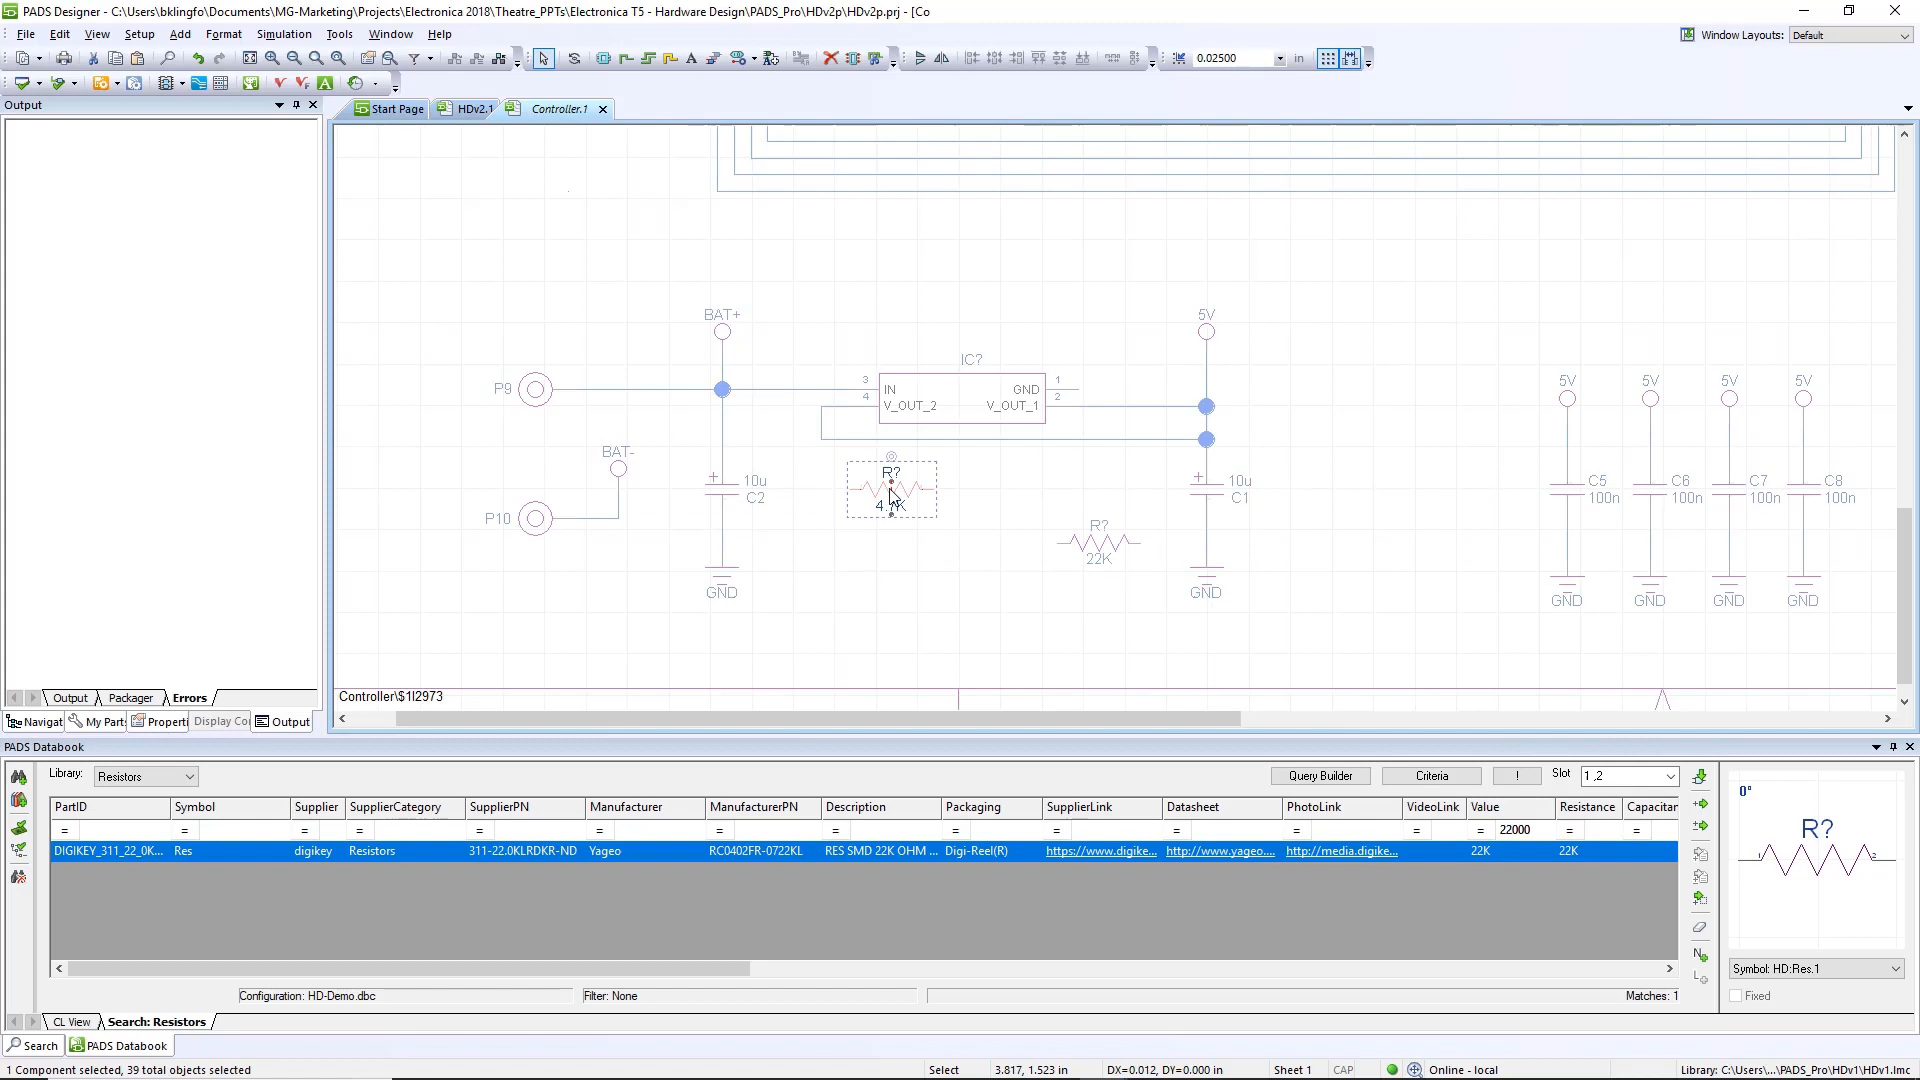 PADS Designer - C:\Users\bklingfo\Documents\MG-Marketing\Projects\Electronica 2018\Theatre_PPTs\Electronica T5 - Hardware Design\PADS_Pro\HDv2p\HDv2p.prj - [Co
File Edit View Setup Add Format Simulation Tools Window Help
Window Layouts: Default
0.02500 in
Output
Start Page HDv2.1 Controller.1
BAT+ 5V
IC?
P9 3 IN GND 1
4 V_OUT_2 V_OUT_1 2
5V 5V 5V 5V
BAT-
R?
10u
C2
10u
C1
C5
100n
C6
100n
C7
100n
C8
100n
P10
R?
22K
GND GND GND GND GND GND
Controller\$1I2973
Output Packager Errors
Navigat My Part Properti Display Co Output
PADS Databook
Library: Resistors Query Builder Criteria ! Slot 1 ,2
PartID Symbol Supplier SupplierCategory SupplierPN Manufacturer ManufacturerPN Description Packaging SupplierLink Datasheet PhotoLink VideoLink Value Resistance Capacitan
= = = = = = = = = = = = = = 22000 = =
DIGIKEY_311_22_0K... Res digikey Resistors 311-22.0KLRDKR-ND Yageo RC0402FR-0722KL RES SMD 22K OHM ... Digi-Reel(R) https://www.digike... http://www.yageo.... http://media.digike... 22K 22K
0°
R?
1 2
Symbol: HD:Res.1
Configuration: HD-Demo.dbc Filter: None Matches: 1
Fixed
CL View Search: Resistors
Search PADS Databook
1 Component selected, 39 total objects selected Select 3.817, 1.523 in DX=0.012, DY=0.000 in Sheet 1 CAP Online - local Library: C:\Users\...\PADS_Pro\HDv1\HDv1.lmc